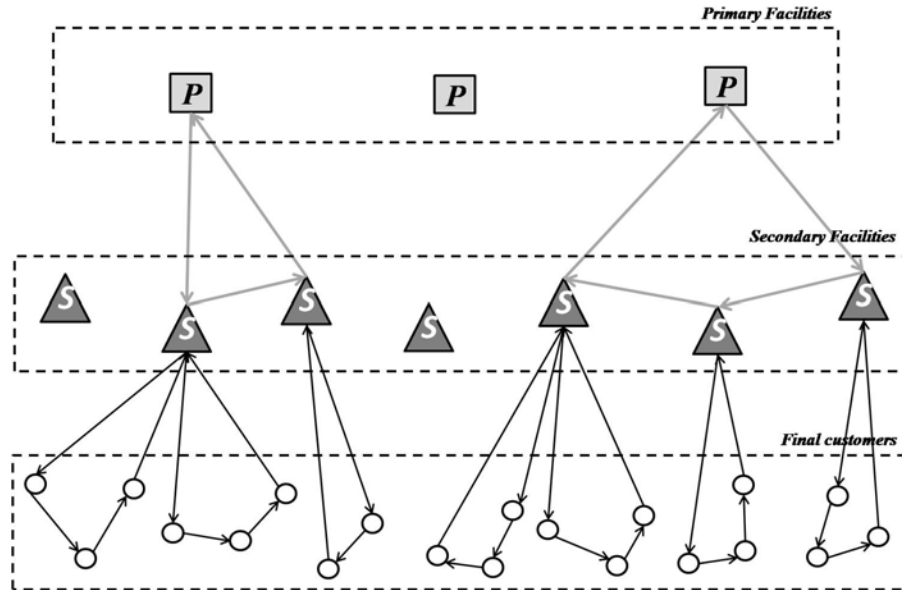 Primary Facilities
P P P
Secondary Facilities
S S S S S S S
Final customers